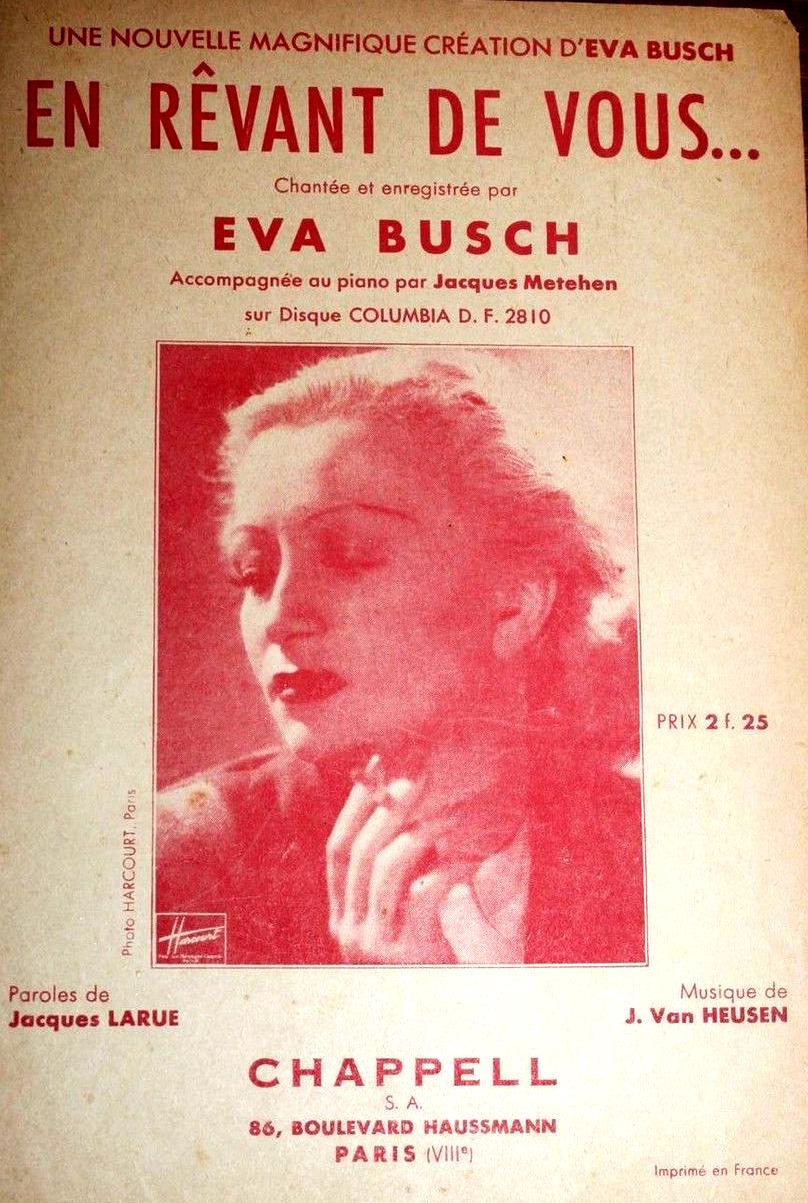 UNE NOUVELLE MAGNIFIQUE CRÉATION D'EVA BUSCH
EN RÊVANT DE VOUS...
Chantée et enregistrée par
EVA BUSCH
Accompagnée au piano par Jacques Metehen
sur Disque COLUMBIA D. F. 2810
PRIX 2 f. 25
Photo HARCOURT. Paris
Harcourt
Paroles de
Jacques LARUE
Musique de
J. Van HEUSEN
CHAPPELL
S. A.
86, BOULEVARD HAUSSMANN
PARIS (VIIIe)
Imprimé en France